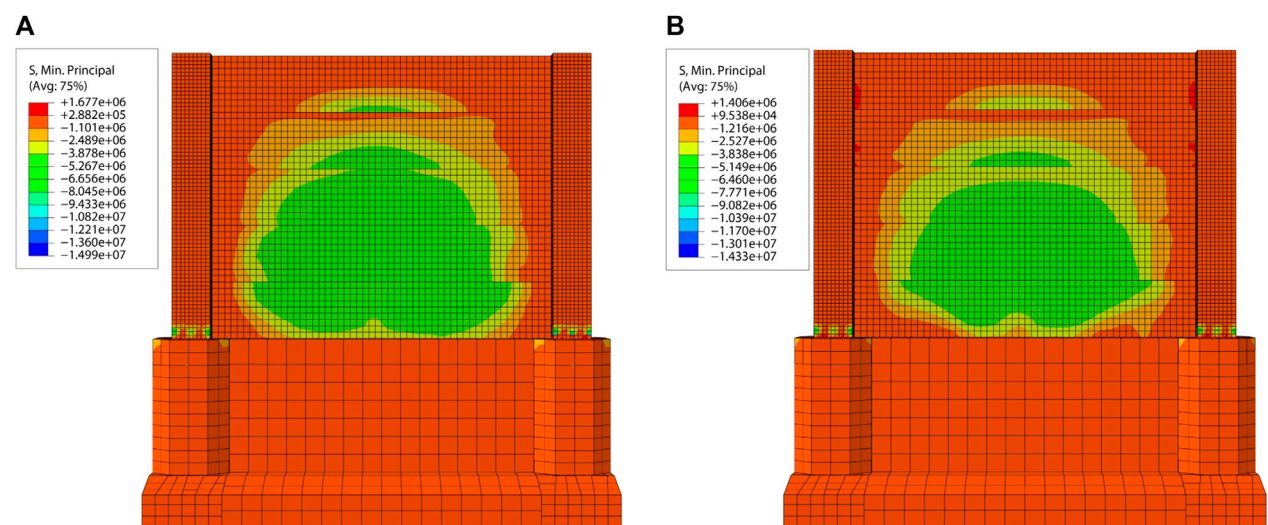 A
S, Min. Principal
(Avg: 75%)
+1.677e+06
+2.882e+05
−1.101e+06
−2.489e+06
−3.878e+06
−5.267e+06
−6.656e+06
−8.045e+06
−9.433e+06
−1.082e+07
−1.221e+07
−1.360e+07
−1.499e+07
B
S, Min. Principal
(Avg: 75%)
+1.406e+06
+9.538e+04
−1.216e+06
−2.527e+06
−3.838e+06
−5.149e+06
−6.460e+06
−7.771e+06
−9.082e+06
−1.039e+07
−1.170e+07
−1.301e+07
−1.433e+07